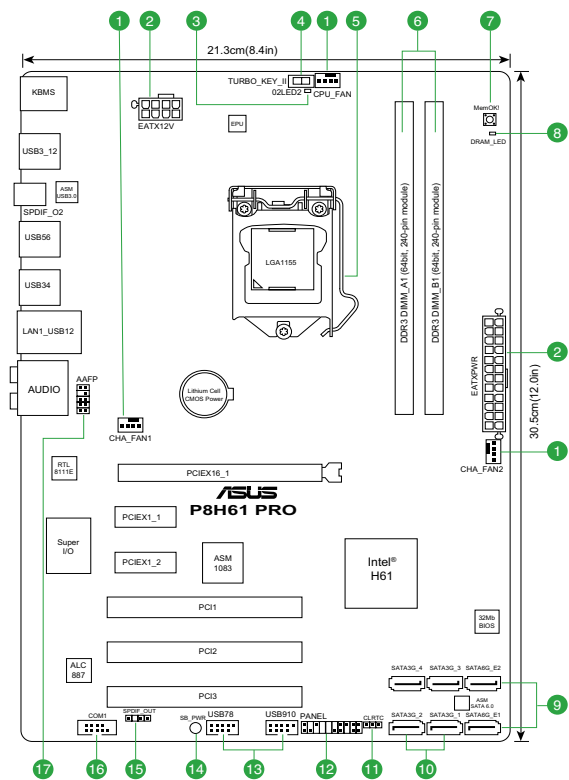 1
2
3
4
1
5
6
7
21.3cm(8.4in)
KBMS
TURBO_KEY_II
02LED2
CPU_FAN
EATX12V
EPU
MemOK!
DRAM_LED
8
USB3_12
ASM
USB3.0
SPDIF_O2
USB56
USB34
LGA1155
DDR3 DIMM_A1 (64bit, 240-pin module)
DDR3 DIMM_B1 (64bit, 240-pin module)
LAN1_USB12
EATXPWR
2
30.5cm(12.0in)
AUDIO
AAFP
Lithium Cell
CMOS Power
CHA_FAN1
CHA_FAN2
1
RTL
8111E
PCIEX16_1
ASUS
P8H61 PRO
PCIEX1_1
Super
I/O
PCIEX1_2
ASM
1083
Intel®
H61
PCI1
32Mb
BIOS
PCI2
ALC
887
SATA3G_4
SATA3G_3
SATA6G_E2
PCI3
ASM
SATA 6.0
9
COM1
SPDIF_OUT
SB_PWR
USB78
USB910
PANEL
CLRTC
SATA3G_2
SATA3G_1
SATA6G_E1
17
16
15
14
13
12
11
10